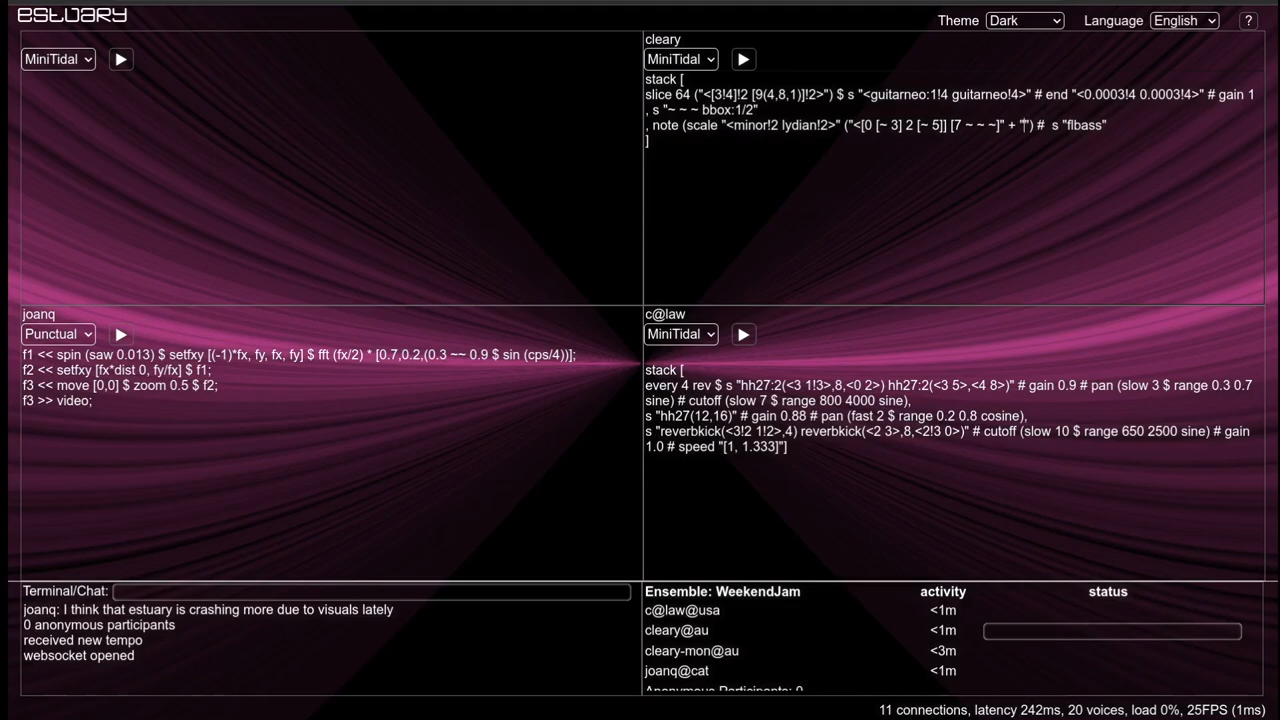 estuary
Theme Dark Language English ?
MiniTidal
cleary
MiniTidal
stack [
slice 64 ("<[3!4]!2 [9(4,8,1)]!2>") $ s "<guitarneo:1!4 guitarneo!4>" # end "<0.0003!4 0.0003!4>" # gain 1
, s "~ ~ ~ bbox:1/2"
, note (scale "<minor!2 lydian!2>" ("<[0 [~ 3] 2 [~ 5]] [7 ~ ~ ~]" + "") # s "flbass"
]
joanq
Punctual
f1 << spin (saw 0.013) $ setfxy [(-1)*fx, fy, fx, fy] $ fft (fx/2) * [0.7,0.2,(0.3 ~~ 0.9 $ sin (cps/4))];
f2 << setfxy [fx*dist 0, fy/fx] $ f1;
f3 << move [0,0] $ zoom 0.5 $ f2;
f3 >> video;
c@law
MiniTidal
stack [
every 4 rev $ s "hh27:2(<3 1!3>,8,<0 2>) hh27:2(<3 5>,<4 8>)" # gain 0.9 # pan (slow 3 $ range 0.3 0.7
sine) # cutoff (slow 7 $ range 800 4000 sine),
s "hh27(12,16)" # gain 0.88 # pan (fast 2 $ range 0.2 0.8 cosine),
s "reverbkick(<3!2 1!2>,4) reverbkick(<2 3>,8,<2!3 0>)" # cutoff (slow 10 $ range 650 2500 sine) # gain
1.0 # speed "[1, 1.333]"]
Terminal/Chat:
joanq: I think that estuary is crashing more due to visuals lately
0 anonymous participants
received new tempo
websocket opened
Ensemble: WeekendJam activity status
c@law@usa <1m
cleary@au <1m
cleary-mon@au <3m
joanq@cat <1m
Anonymous Participants: 0
11 connections, latency 242ms, 20 voices, load 0%, 25FPS (1ms)